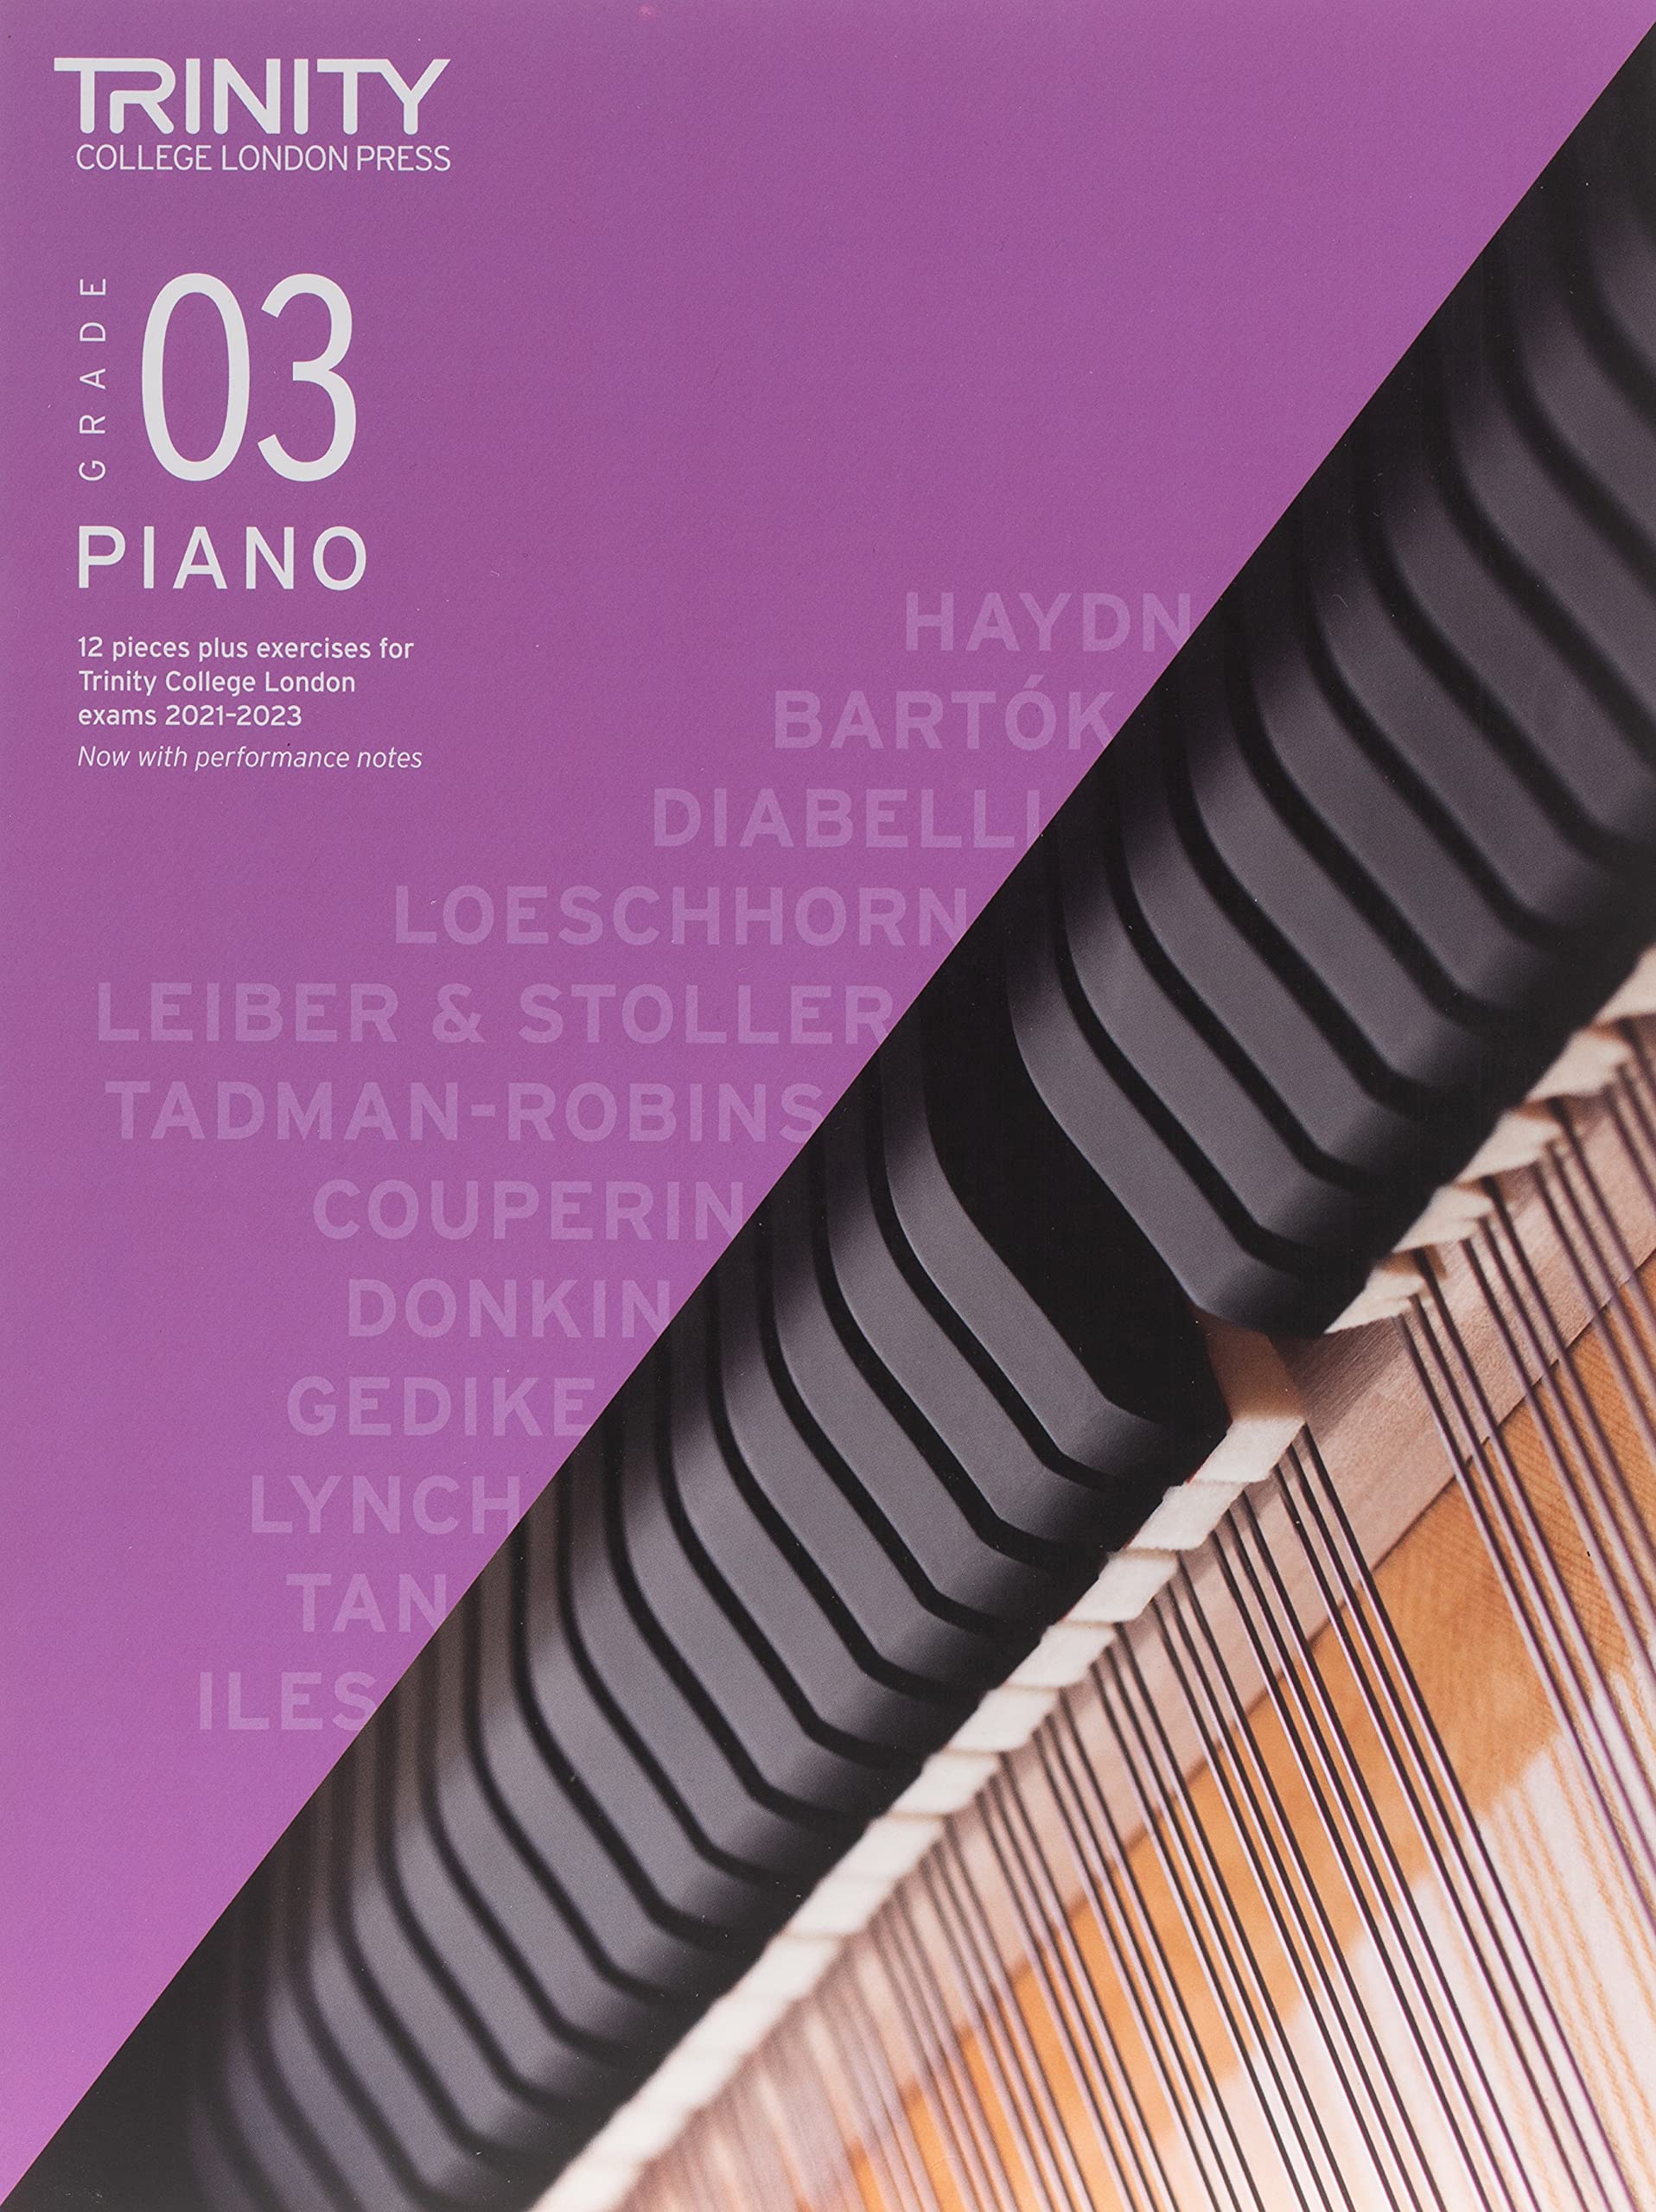 TRINITY
COLLEGE LONDON PRESS
GRADE
03
PIANO
12 pieces plus exercises for
Trinity College London
exams 2021–2023
Now with performance notes
HAYDN
BARTÓK
DIABELLI
LOESCHHORN
LEIBER & STOLLER
TADMAN-ROBINS
COUPERIN
DONKIN
GEDIKE
LYNCH
TAN
ILES